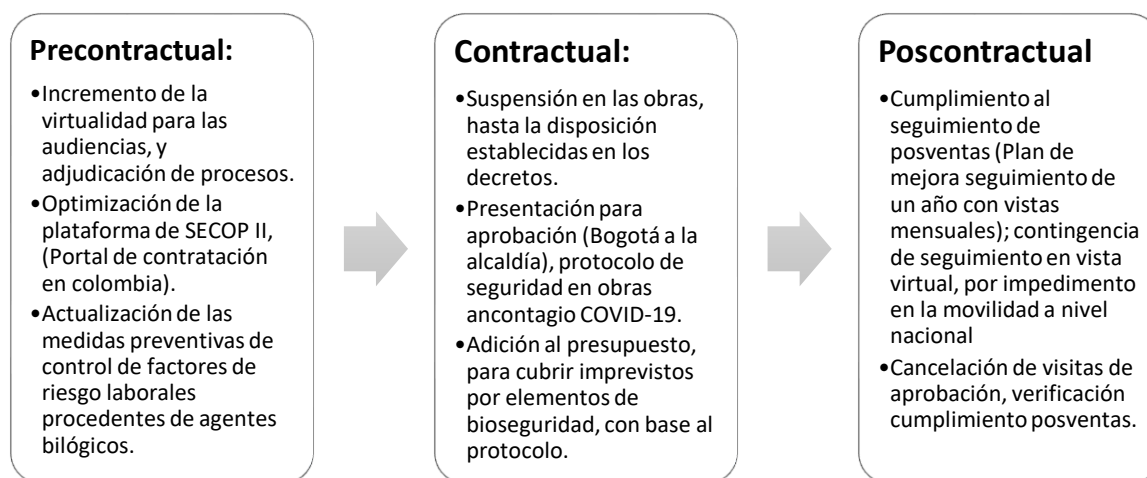 Precontractual:
•Incremento de la
virtualidad para las
audiencias, y
adjudicación de procesos.
•Optimización de la
plataforma de SECOP II,
(Portal de contratación
en colombia).
•Actualización de las
medidas preventivas de
control de factores de
riesgo laborales
procedentes de agentes
bilógicos.
Contractual:
•Suspensión en las obras,
hasta la disposición
establecidas en los
decretos.
•Presentación para
aprobación (Bogotá a la
alcaldía), protocolo de
seguridad en obras
ancontagio COVID-19.
•Adición al presupuesto,
para cubrir imprevistos
por elementos de
bioseguridad, con base al
protocolo.
Poscontractual
•Cumplimiento al
seguimiento de
posventas (Plan de
mejora seguimiento de
un año con vistas
mensuales); contingencia
de seguimiento en vista
virtual, por impedimento
en la movilidad a nivel
nacional
•Cancelación de visitas de
aprobación, verificación
cumplimiento posventas.